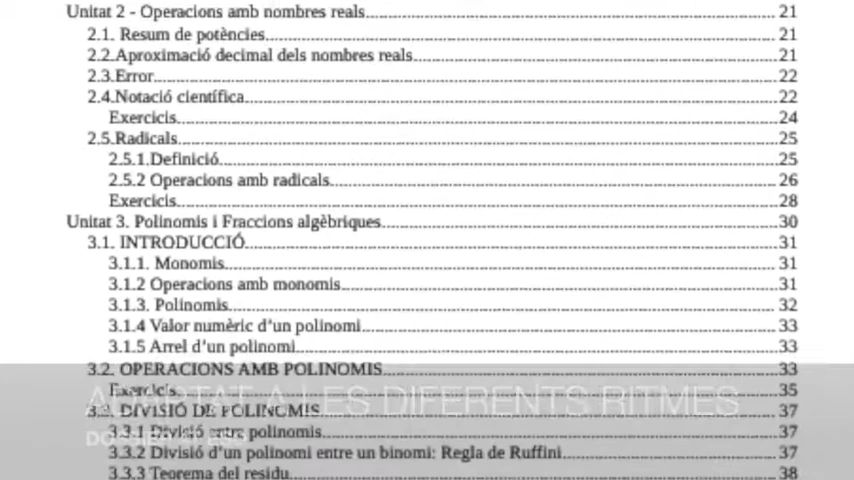 Unitat 2 - Operacions amb nombres reals 21
2.1. Resum de potències 21
2.2.Aproximació decimal dels nombres reals 21
2.3.Error 22
2.4.Notació científica 22
Exercicis 24
2.5.Radicals 25
2.5.1.Definició 25
2.5.2 Operacions amb radicals 26
Exercicis 28
Unitat 3. Polinomis i Fraccions algèbriques 30
3.1. INTRODUCCIÓ 31
3.1.1. Monomis 31
3.1.2 Operacions amb monomis 31
3.1.3. Polinomis 32
3.1.4 Valor numèric d'un polinomi 33
3.1.5 Arrel d'un polinomi 33
3.2. OPERACIONS AMB POLINOMIS 33
Exercicis 35
ADAPTAT A LES DIFERENTS RITMES
3.3. DIVISIÓ DE POLINOMIS 37
3.3.1 Divisió entre polinomis 37
3.3.2 Divisió d'un polinomi entre un binomi: Regla de Ruffini 37
3.3.3 Teorema del residu 38